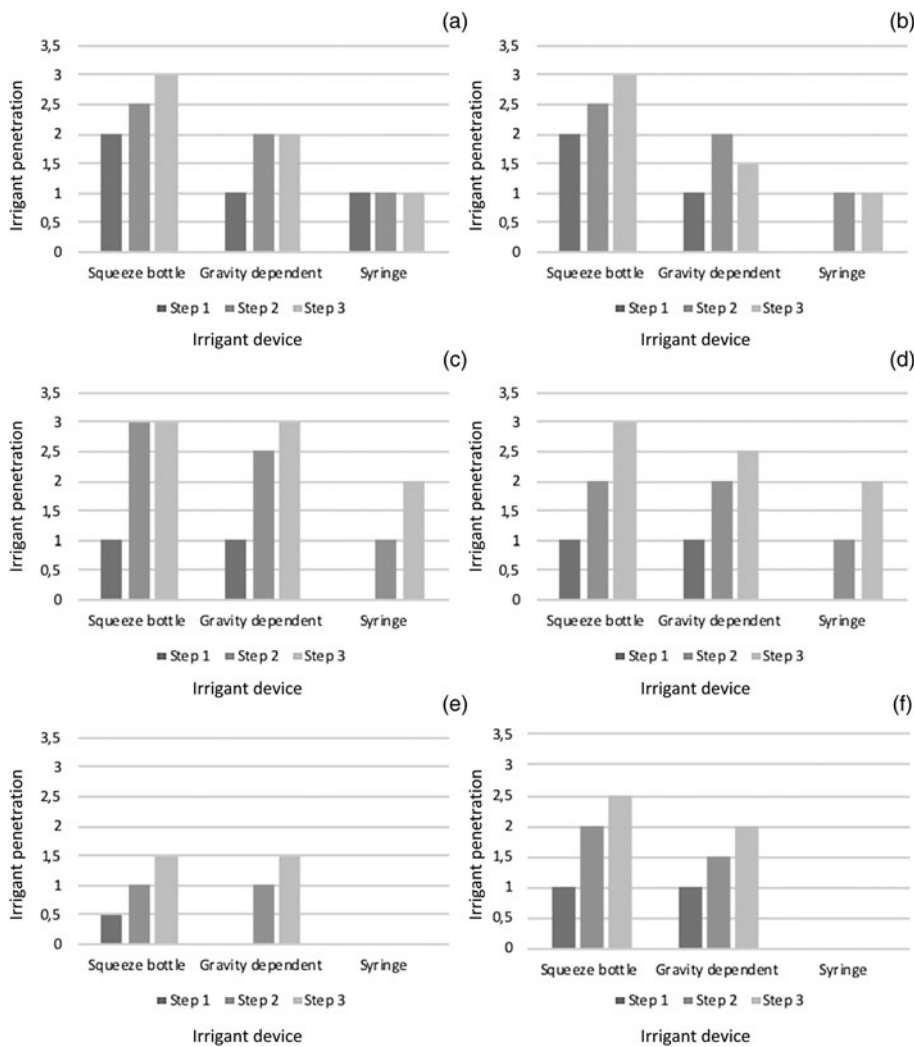 (a)
Irrigant penetration
3,5
3
2,5
2
1,5
1
0,5
0
Squeeze bottle Gravity dependent Syringe
Step 1 Step 2 Step 3
Irrigant device
(b)
Irrigant penetration
3,5
3
2,5
2
1,5
1
0,5
0
Squeeze bottle Gravity dependent Syringe
Step 1 Step 2 Step 3
Irrigant device
(c)
Irrigant penetration
3,5
3
2,5
2
1,5
1
0,5
0
Squeeze bottle Gravity dependent Syringe
Step 1 Step 2 Step 3
Irrigant device
(d)
Irrigant penetration
3,5
3
2,5
2
1,5
1
0,5
0
Squeeze bottle Gravity dependent Syringe
Step 1 Step 2 Step 3
Irrigant device
(e)
Irrigant penetration
3,5
3
2,5
2
1,5
1
0,5
0
Squeeze bottle Gravity dependent Syringe
Step 1 Step 2 Step 3
Irrigant device
(f)
Irrigant penetration
3,5
3
2,5
2
1,5
1
0,5
0
Squeeze bottle Gravity dependent Syringe
Step 1 Step 2 Step 3
Irrigant device